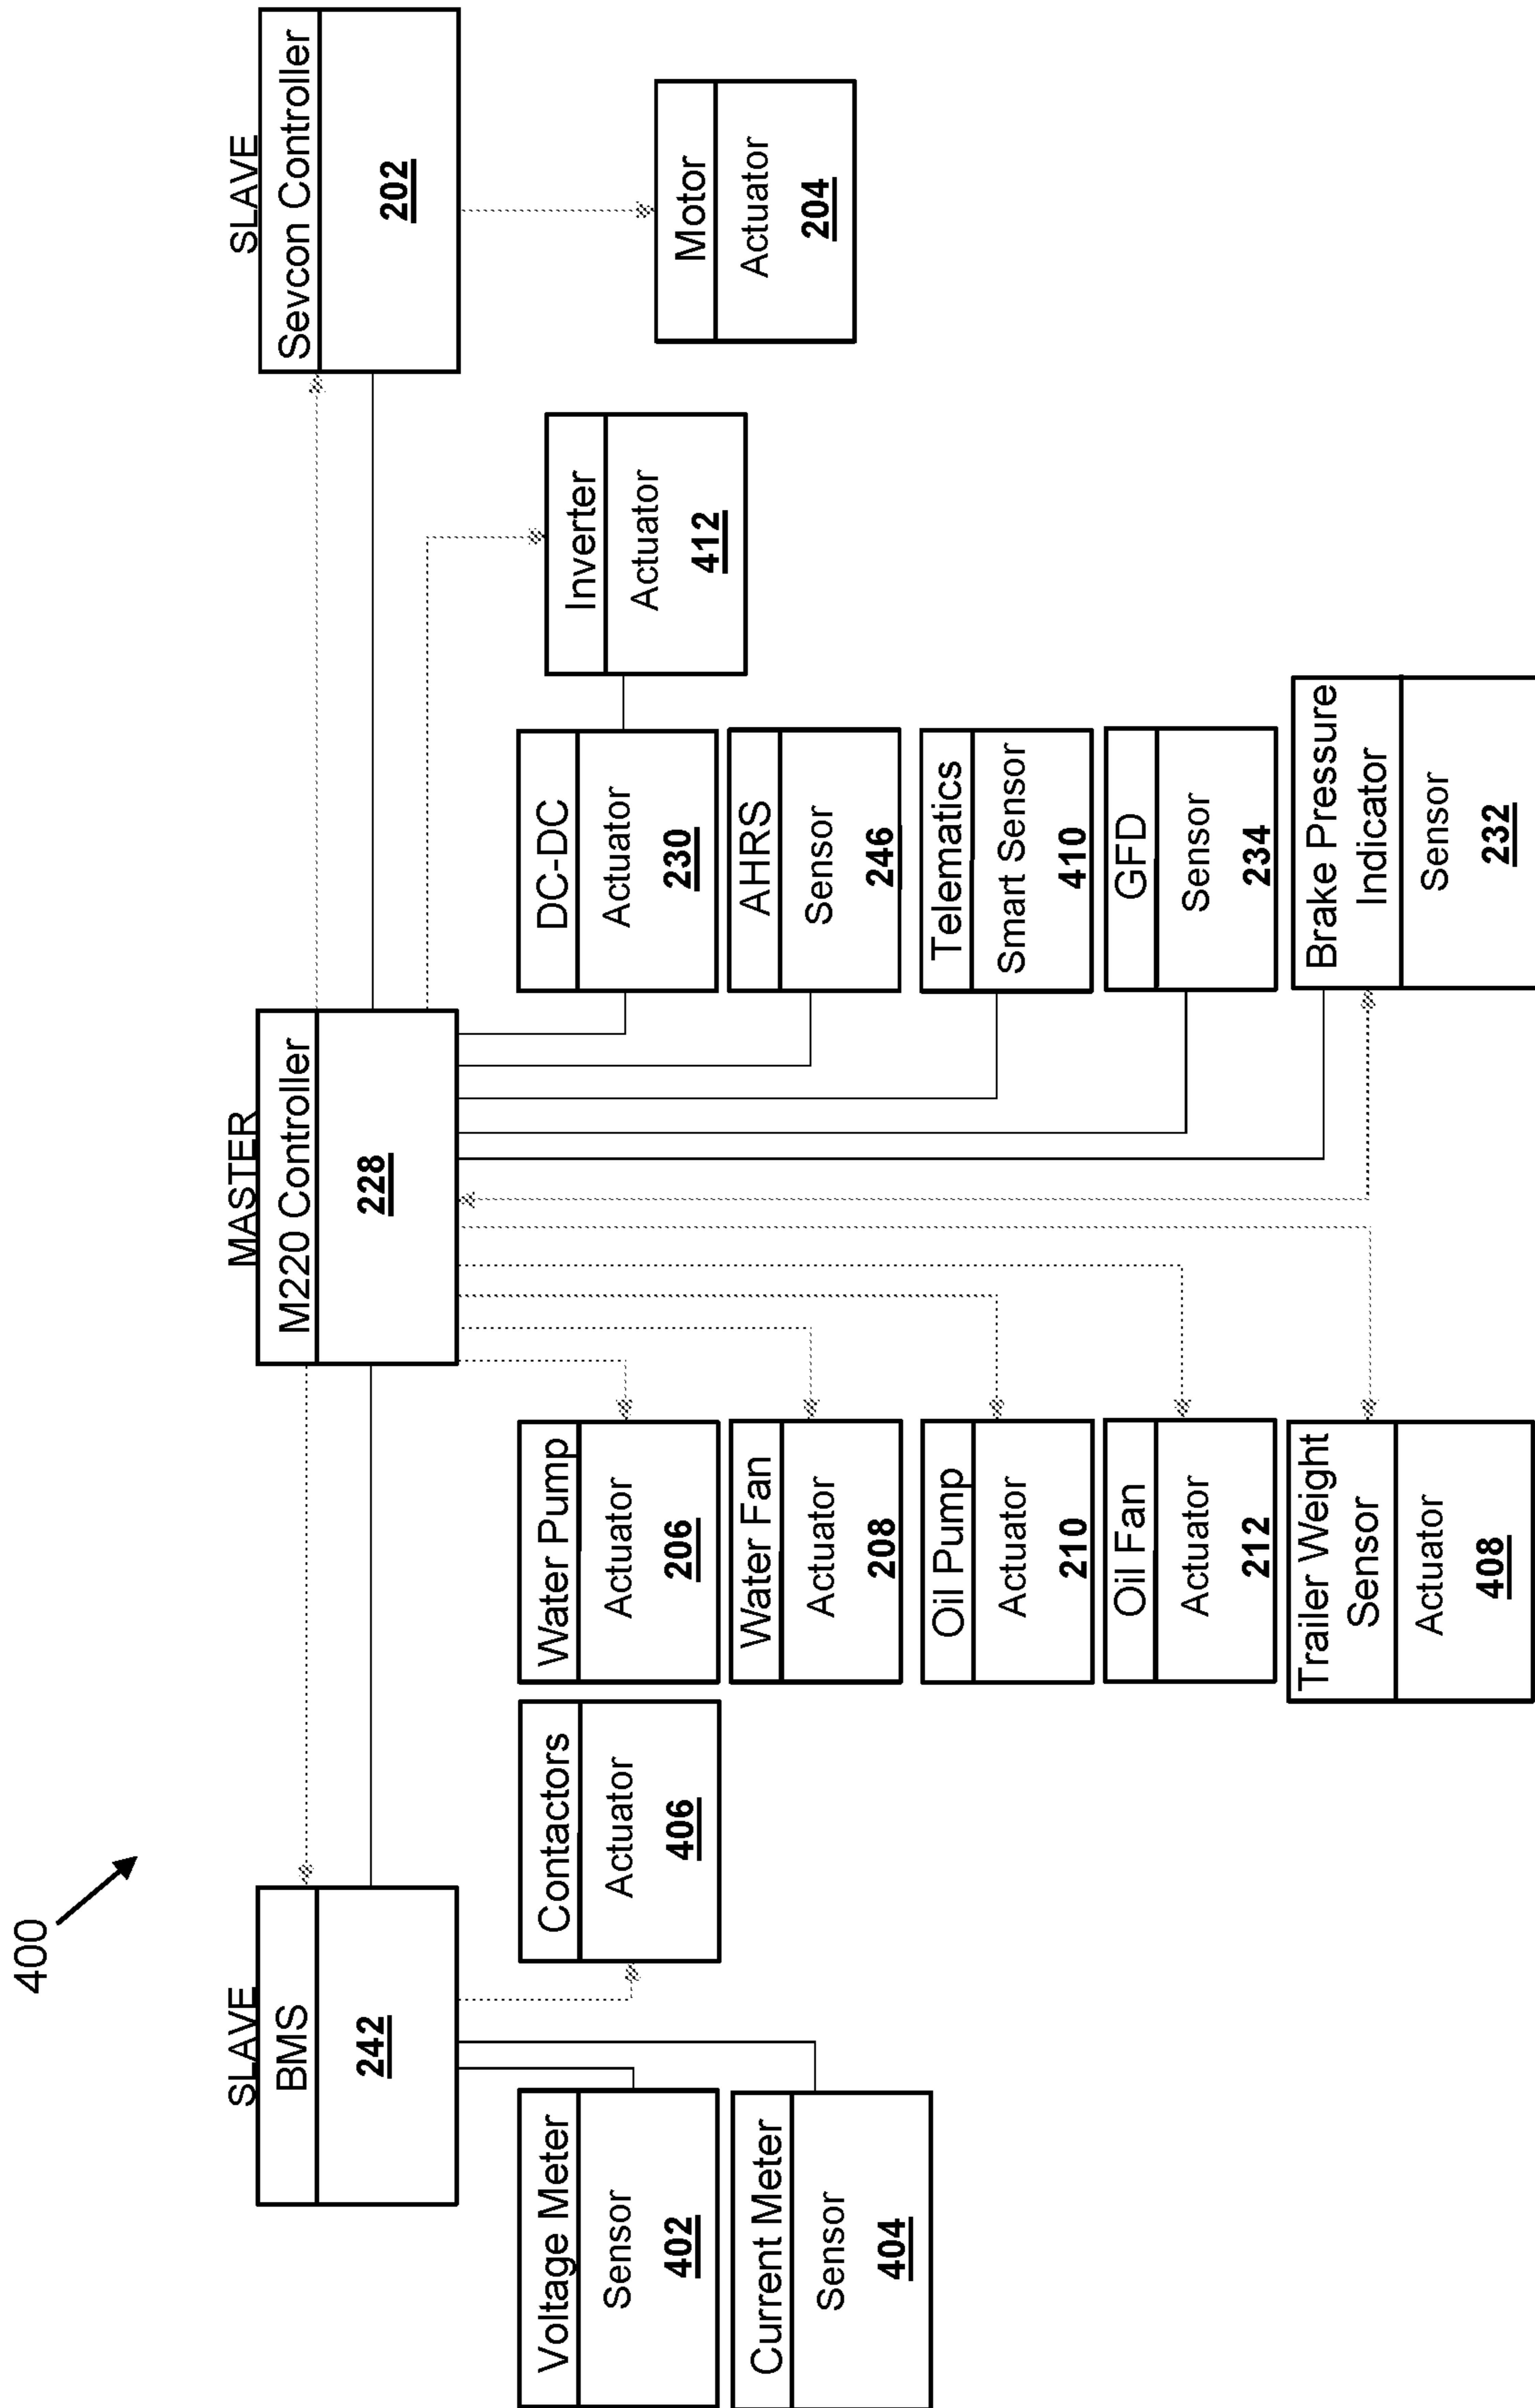 400
SLAVE
BMS
242
MASTER
M220 Controller
228
SLAVE
Sevcon Controller
202
Voltage Meter
Sensor
402
Current Meter
Sensor
404
Contactors
Actuator
406
Water Pump
Actuator
206
Water Fan
Actuator
208
Oil Pump
Actuator
210
Oil Fan
Actuator
212
Trailer Weight
Sensor
Actuator
408
DC-DC
Actuator
230
AHRS
Sensor
246
Telematics
Smart Sensor
410
GFD
Sensor
234
Brake Pressure
Indicator
Sensor
232
Inverter
Actuator
412
Motor
Actuator
204